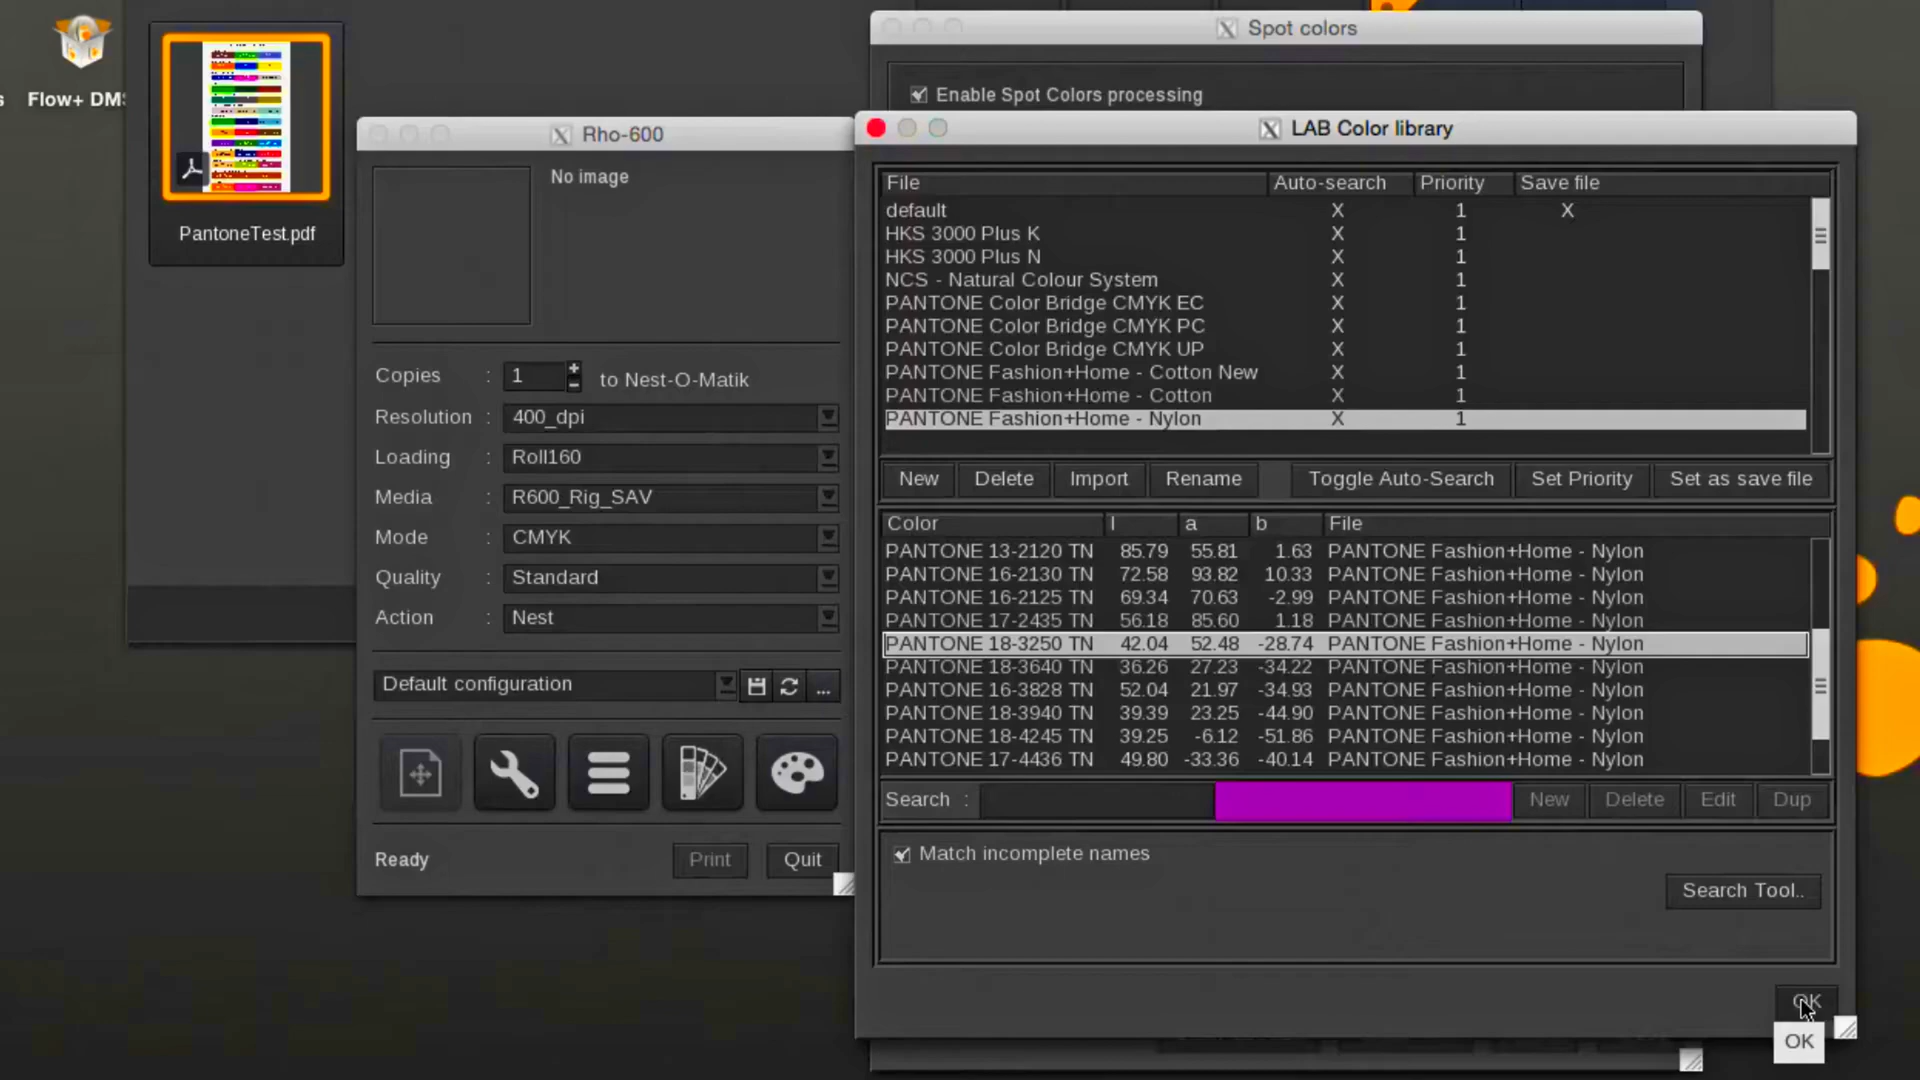 Flow+ DMS
PantoneTest.pdf
Rho-600
No image
Copies : 1 to Nest-O-Matik
Resolution : 400_dpi
Loading : Roll160
Media : R600_Rig_SAV
Mode : CMYK
Quality : Standard
Action : Nest
Default configuration
...
Ready Print Quit
Spot colors
Enable Spot Colors processing
LAB Color library
File Auto-search Priority Save file
default X 1 X
HKS 3000 Plus K X 1
HKS 3000 Plus N X 1
NCS - Natural Colour System X 1
PANTONE Color Bridge CMYK EC X 1
PANTONE Color Bridge CMYK PC X 1
PANTONE Color Bridge CMYK UP X 1
PANTONE Fashion+Home - Cotton New X 1
PANTONE Fashion+Home - Cotton X 1
PANTONE Fashion+Home - Nylon X 1
New Delete Import Rename Toggle Auto-Search Set Priority Set as save file
Color l a b File
PANTONE 13-2120 TN 85.79 55.81 1.63 PANTONE Fashion+Home - Nylon
PANTONE 16-2130 TN 72.58 93.82 10.33 PANTONE Fashion+Home - Nylon
PANTONE 16-2125 TN 69.34 70.63 -2.99 PANTONE Fashion+Home - Nylon
PANTONE 17-2435 TN 56.18 85.60 1.18 PANTONE Fashion+Home - Nylon
PANTONE 18-3250 TN 42.04 52.48 -28.74 PANTONE Fashion+Home - Nylon
PANTONE 18-3640 TN 36.26 27.23 -34.22 PANTONE Fashion+Home - Nylon
PANTONE 16-3828 TN 52.04 21.97 -34.93 PANTONE Fashion+Home - Nylon
PANTONE 18-3940 TN 39.39 23.25 -44.90 PANTONE Fashion+Home - Nylon
PANTONE 18-4245 TN 39.25 -6.12 -51.86 PANTONE Fashion+Home - Nylon
PANTONE 17-4436 TN 49.80 -33.36 -40.14 PANTONE Fashion+Home - Nylon
Search : New Delete Edit Dup
Match incomplete names
Search Tool..
OK
OK